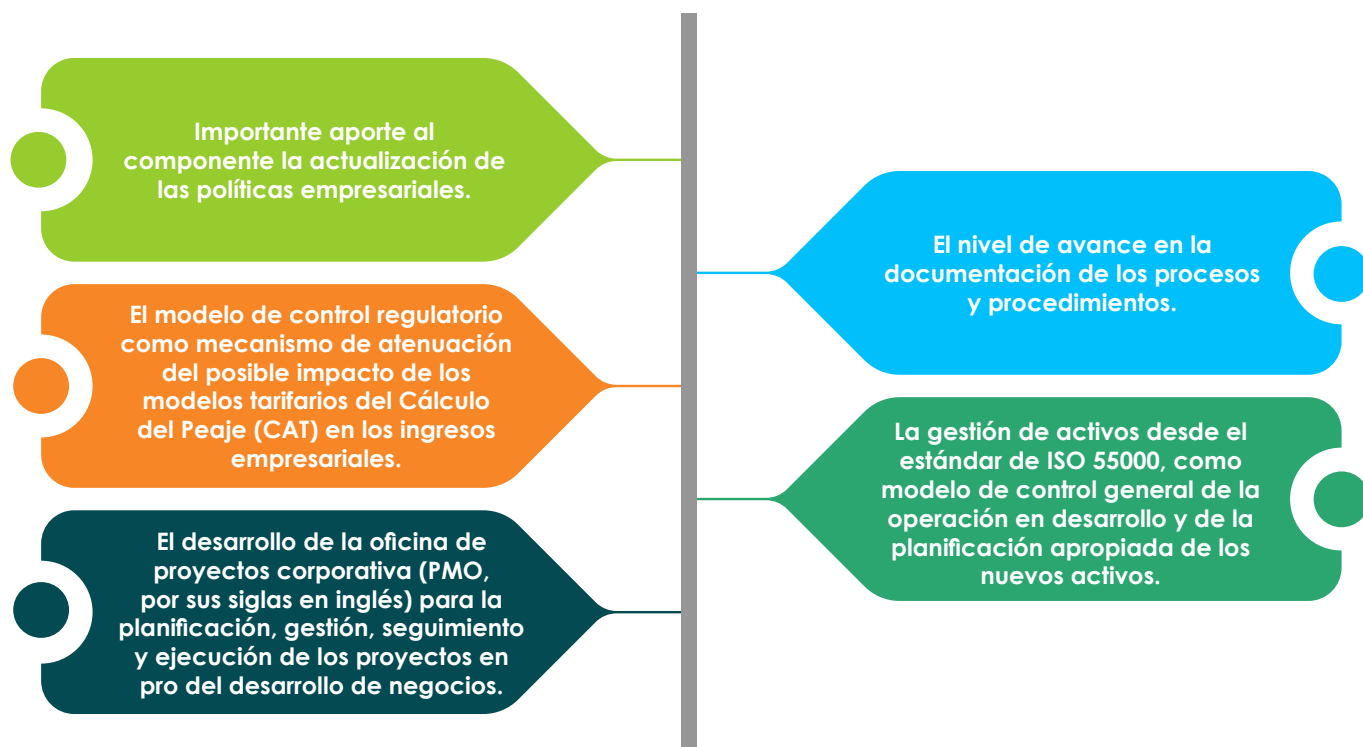 Importante aporte al
componente la actualización de
las políticas empresariales.
El nivel de avance en la
documentación de los procesos
y procedimientos.
El modelo de control regulatorio
como mecanismo de atenuación
del posible impacto de los
modelos tarifarios del Cálculo
del Peaje (CAT) en los ingresos
empresariales.
La gestión de activos desde el
estándar de ISO 55000, como
modelo de control general de la
operación en desarrollo y de la
planificación apropiada de los
nuevos activos.
El desarrollo de la oficina de
proyectos corporativa (PMO,
por sus siglas en inglés) para la
planificación, gestión, seguimiento
y ejecución de los proyectos en
pro del desarrollo de negocios.